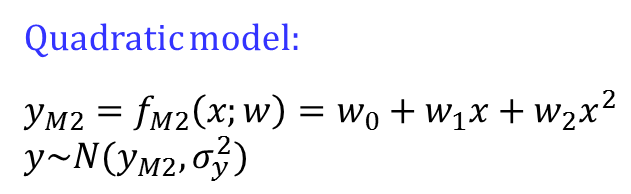 Quadratic model:
y_{M2} = f_{M2}(x; w) = w_0 + w_1x + w_2x^2
y~N(y_{M2}, σ_y^2)